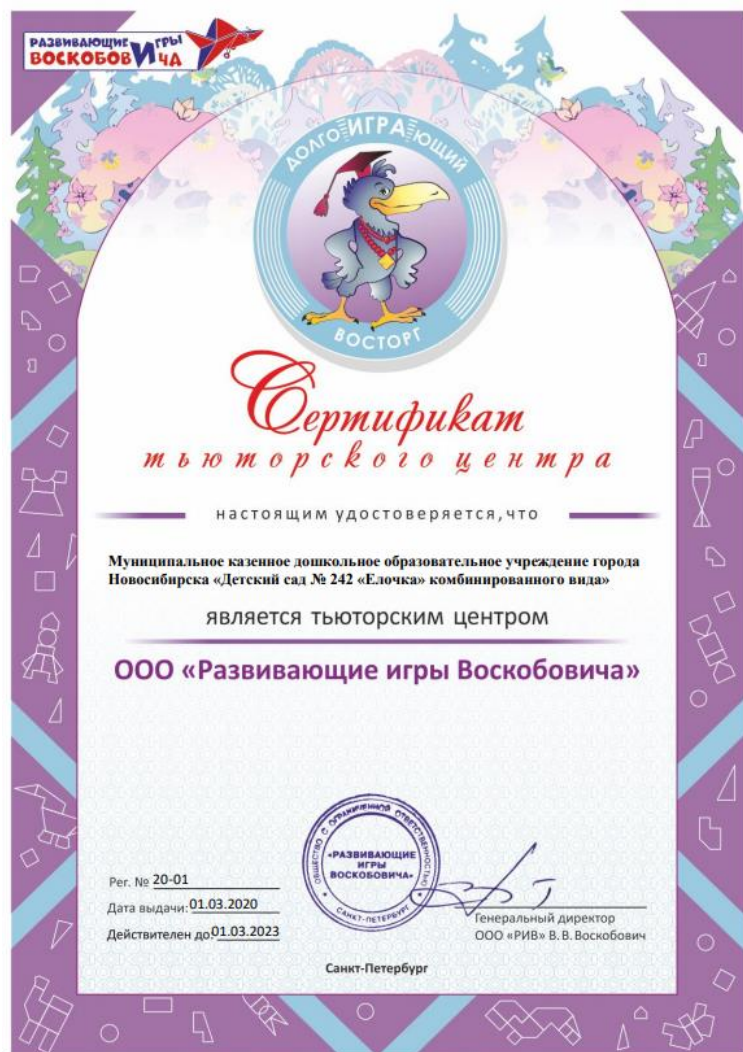 РАЗВИВАЮЩИЕ ИГРЫ
ВОСКОБОВИЧА
ДОЛГОИГРАЮЩИЙ
ВОСТОРГ
Сертификат
тьюторского центра
настоящим удостоверяется, что
Муниципальное казенное дошкольное образовательное учреждение города
Новосибирска «Детский сад № 242 «Елочка» комбинированного вида»
является тьюторским центром
ООО «Развивающие игры Воскобовича»
ОБЩЕСТВО С ОГРАНИЧЕННОЙ ОТВЕТСТВЕННОСТЬЮ
«РАЗВИВАЮЩИЕ
ИГРЫ
ВОСКОБОВИЧА»
САНКТ-ПЕТЕРБУРГ
Рег. № 20-01
Дата выдачи: 01.03.2020
Действителен до: 01.03.2023
Генеральный директор
ООО «РИВ» В. В. Воскобович
Санкт-Петербург